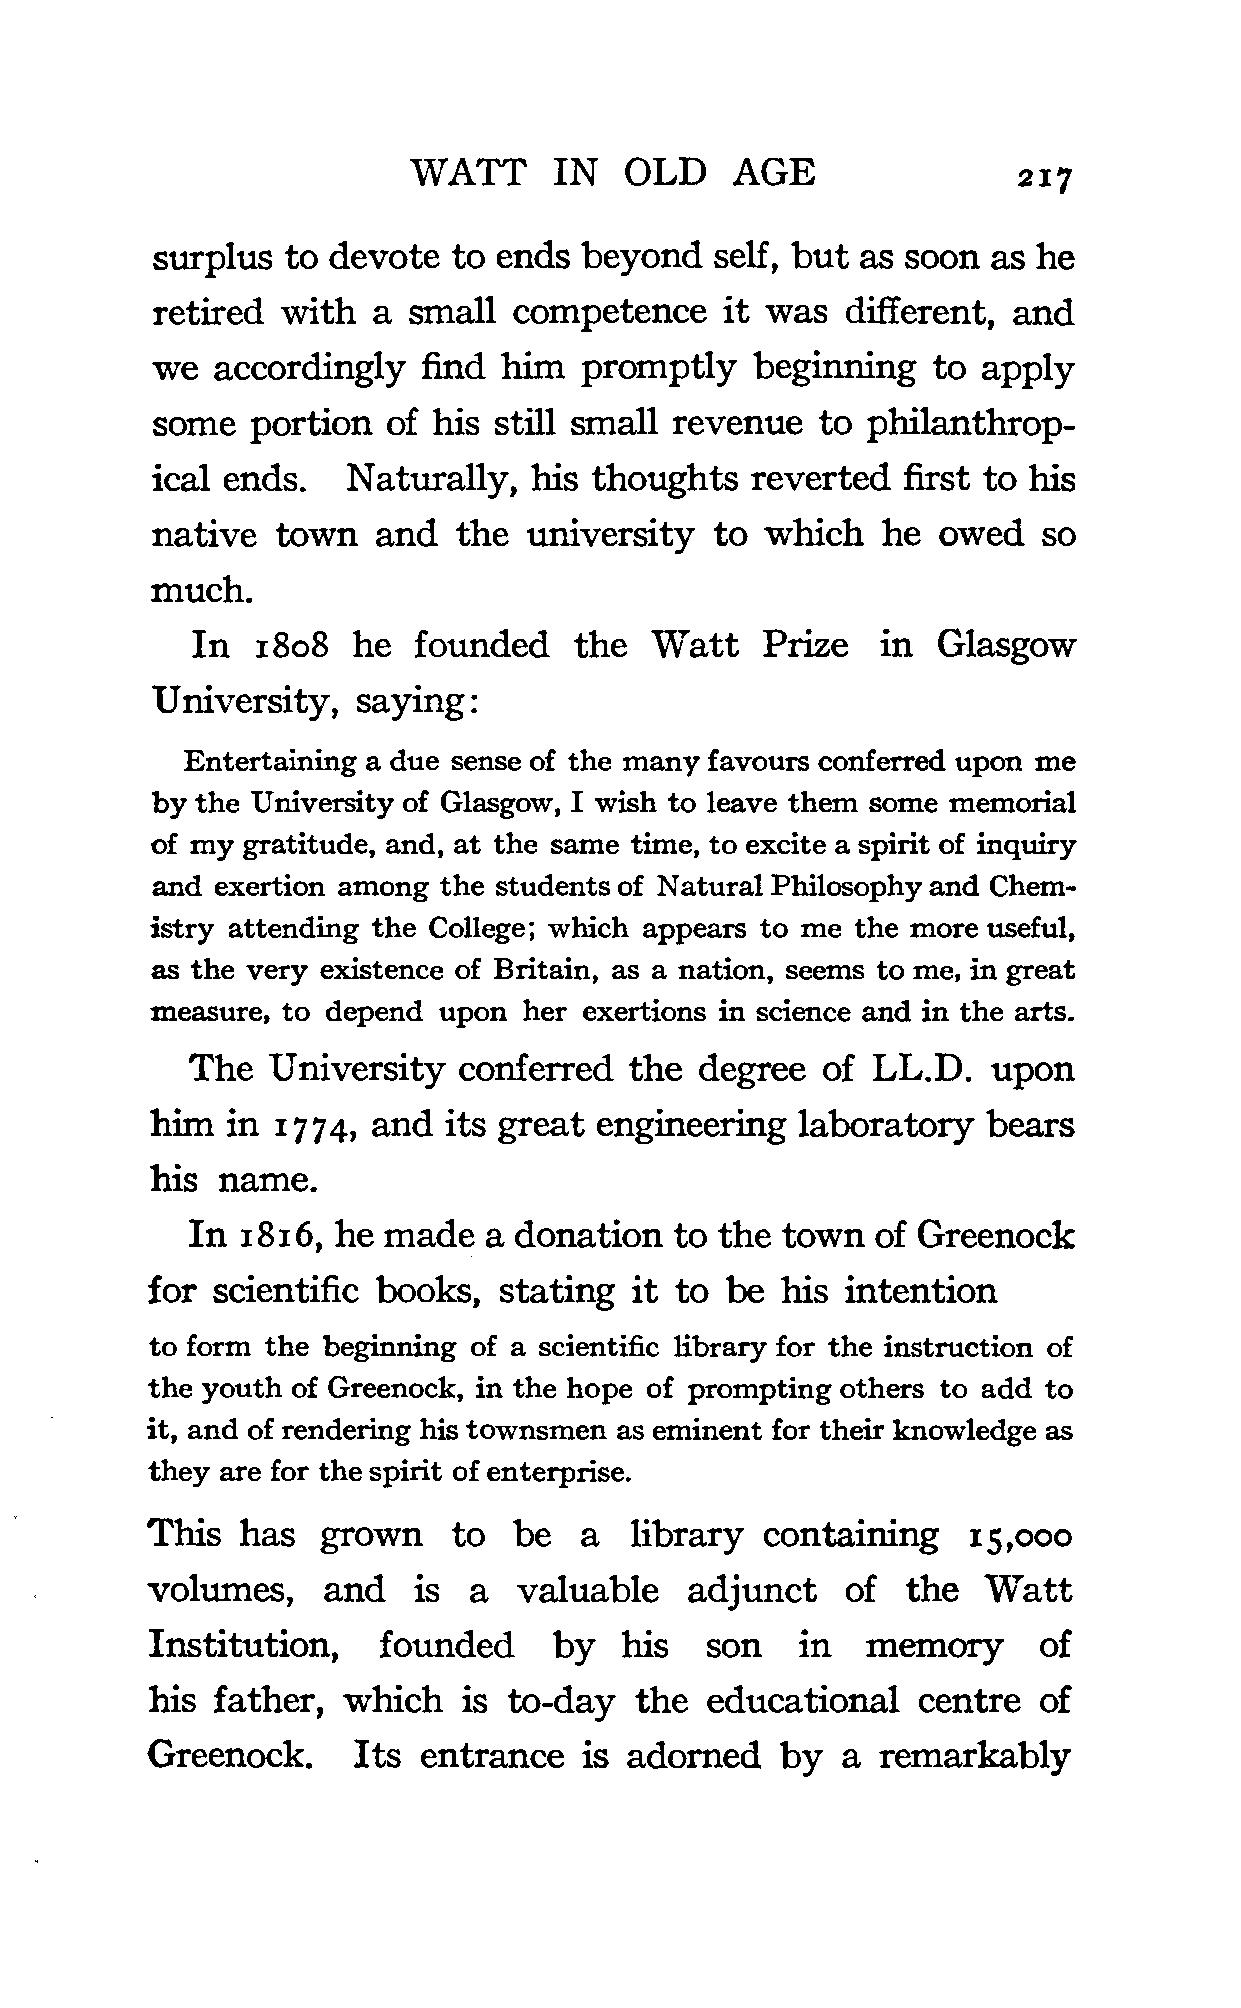 WATT IN OLD AGE 217
surplus to devote to ends beyond self, but as soon as he
retired with a small competence it was different, and
we accordingly find him promptly beginning to apply
some portion of his still small revenue to philanthrop-
ical ends. Naturally, his thoughts reverted first to his
native town and the university to which he owed so
much.
In 1808 he founded the Watt Prize in Glasgow
University, saying:
Entertaining a due sense of the many favours conferred upon me
by the University of Glasgow, I wish to leave them some memorial
of my gratitude, and, at the same time, to excite a spirit of inquiry
and exertion among the students of Natural Philosophy and Chem-
istry attending the College; which appears to me the more useful,
as the very existence of Britain, as a nation, seems to me, in great
measure, to depend upon her exertions in science and in the arts.
The University conferred the degree of LL.D. upon
him in 1774, and its great engineering laboratory bears
his name.
In 1816, he made a donation to the town of Greenock
for scientific books, stating it to be his intention
to form the beginning of a scientific library for the instruction of
the youth of Greenock, in the hope of prompting others to add to
it, and of rendering his townsmen as eminent for their knowledge as
they are for the spirit of enterprise.
This has grown to be a library containing 15,000
volumes, and is a valuable adjunct of the Watt
Institution, founded by his son in memory of
his father, which is to-day the educational centre of
Greenock. Its entrance is adorned by a remarkably